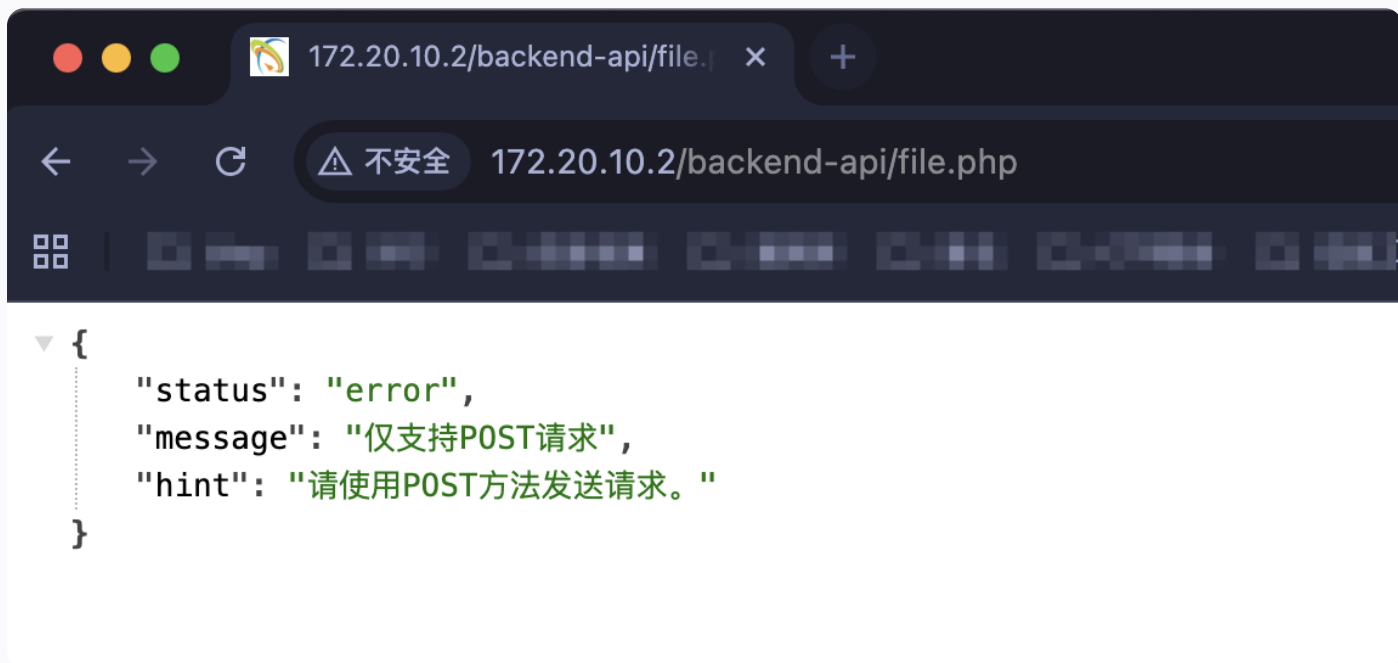 172.20.10.2/backend-api/file.
不安全 172.20.10.2/backend-api/file.php
{
"status": "error",
"message": "仅支持POST请求",
"hint": "请使用POST方法发送请求。"
}